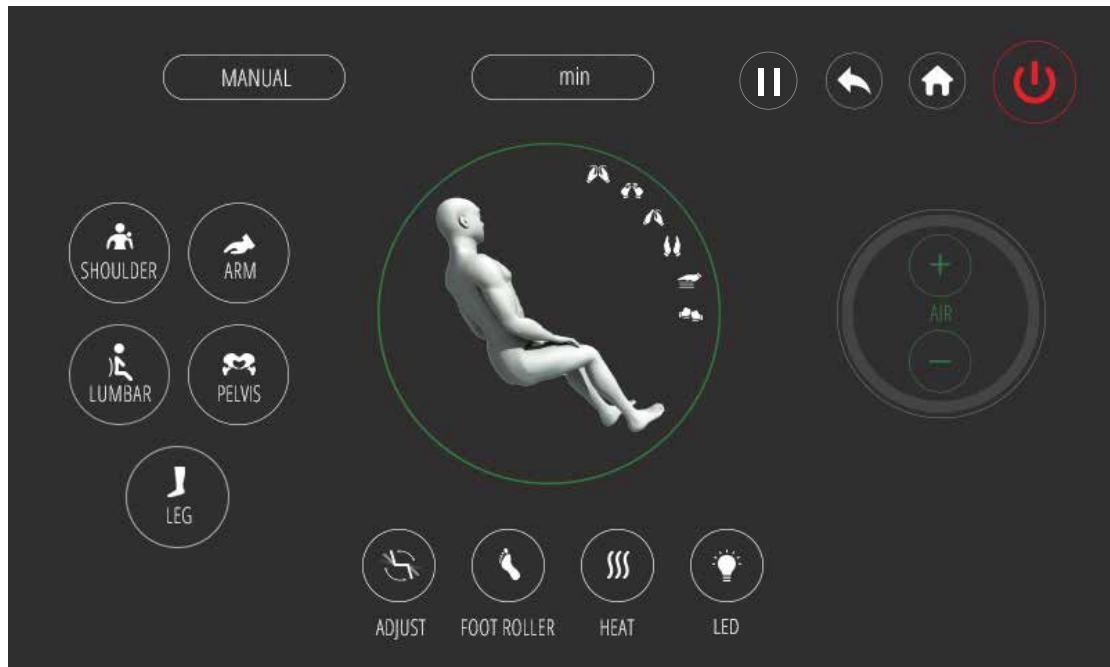 MANUAL
min
SHOULDER
ARM
AIR
LUMBAR
PELVIS
LEG
ADJUST
FOOT ROLLER
HEAT
LED